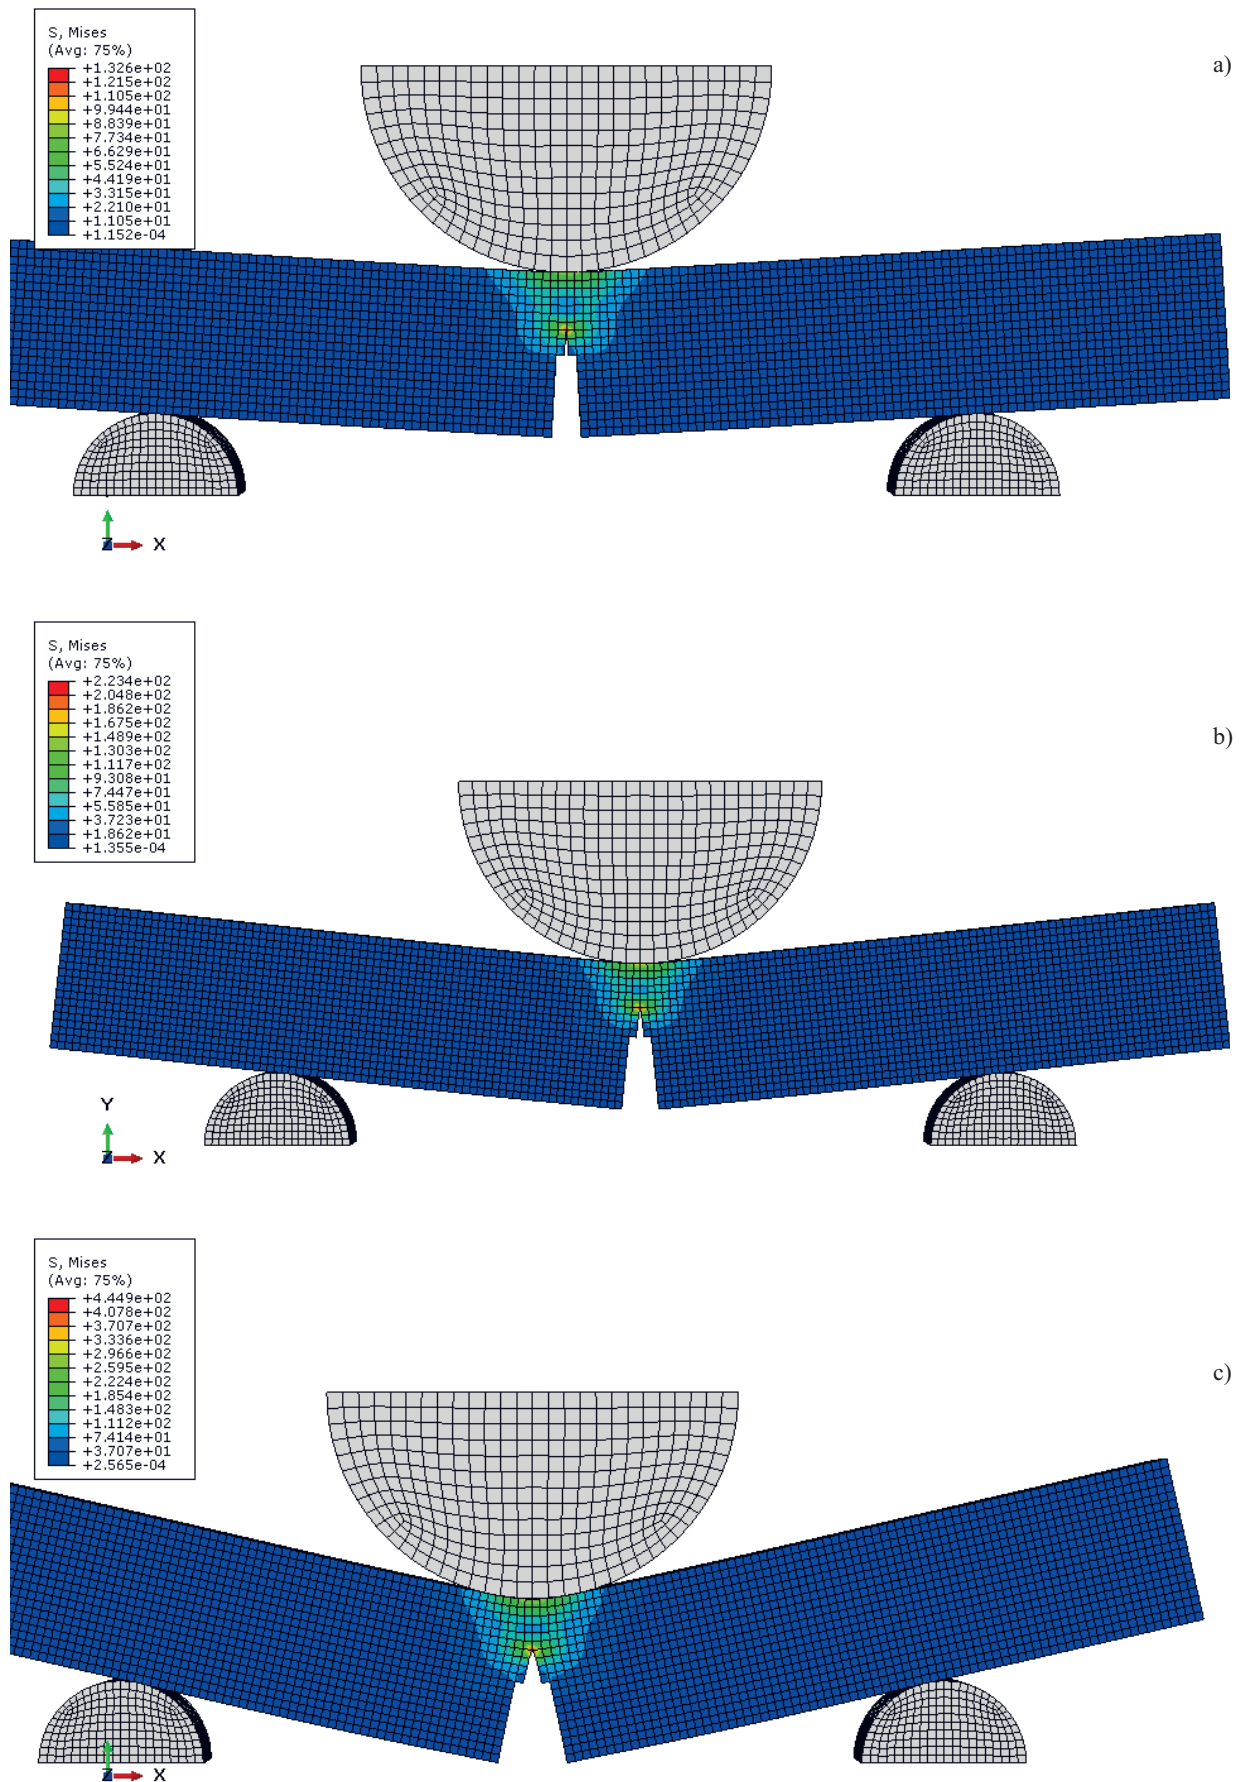 S, Mises
(Avg: 75%)
+1.326e+02
+1.215e+02
+1.105e+02
+9.944e+01
+8.839e+01
+7.734e+01
+6.629e+01
+5.524e+01
+4.419e+01
+3.315e+01
+2.210e+01
+1.105e+01
+1.152e-04
a)
Z
X
S, Mises
(Avg: 75%)
+2.234e+02
+2.048e+02
+1.862e+02
+1.675e+02
+1.489e+02
+1.303e+02
+1.117e+02
+9.308e+01
+7.447e+01
+5.585e+01
+3.723e+01
+1.862e+01
+1.355e-04
b)
Y
Z
X
S, Mises
(Avg: 75%)
+4.449e+02
+4.078e+02
+3.707e+02
+3.336e+02
+2.966e+02
+2.595e+02
+2.224e+02
+1.854e+02
+1.483e+02
+1.112e+02
+7.414e+01
+3.707e+01
+2.565e-04
c)
Z
X